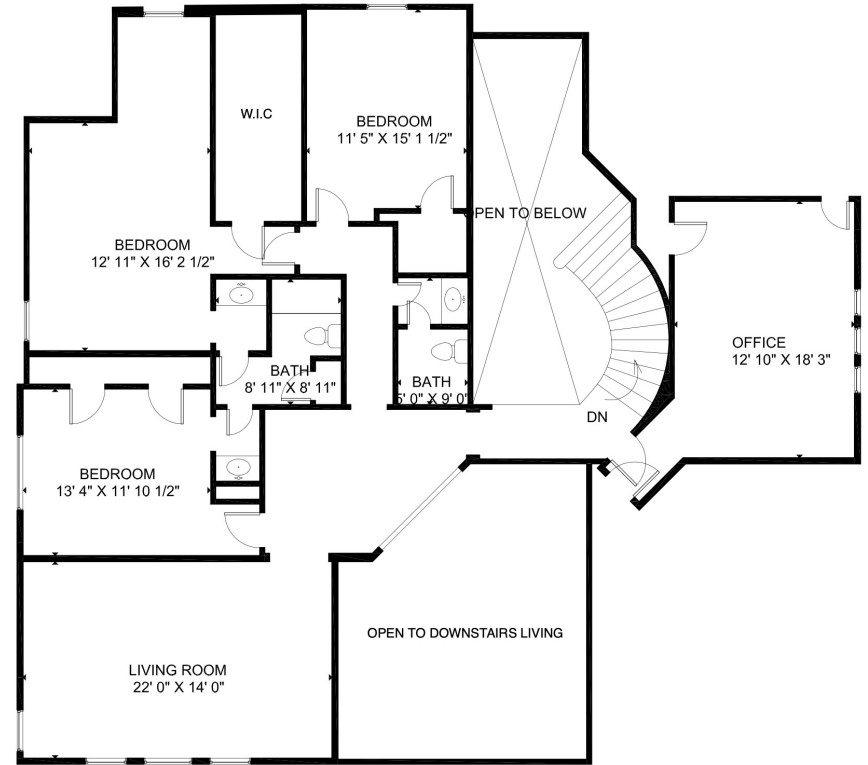 W.I.C
BEDROOM
11' 5" X 15' 1 1/2"
OPEN TO BELOW
BEDROOM
12' 11" X 16' 2 1/2"
OFFICE
12' 10" X 18' 3"
BATH
8' 11" X 8' 11"
BATH
5' 0" X 9' 0"
DN
BEDROOM
13' 4" X 11' 10 1/2"
OPEN TO DOWNSTAIRS LIVING
LIVING ROOM
22' 0" X 14' 0"